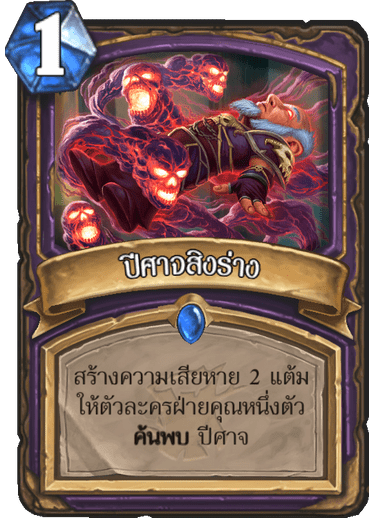 1
ปีศาจสิงร่าง
สร้างความเสียหาย 2 แต้ม
ให้ตัวละครฝ่ายคุณหนึ่งตัว
ค้นพบ ปีศาจ